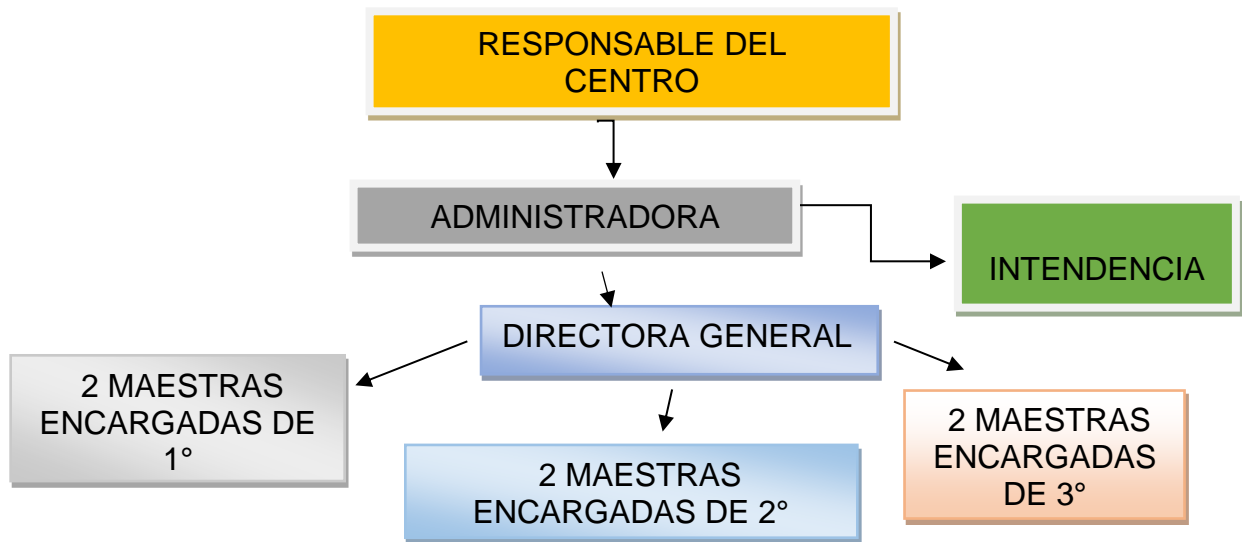 RESPONSABLE DEL
CENTRO
ADMINISTRADORA
INTENDENCIA
DIRECTORA GENERAL
2 MAESTRAS
ENCARGADAS DE
1°
2 MAESTRAS
ENCARGADAS DE 2°
2 MAESTRAS
ENCARGADAS
DE 3°